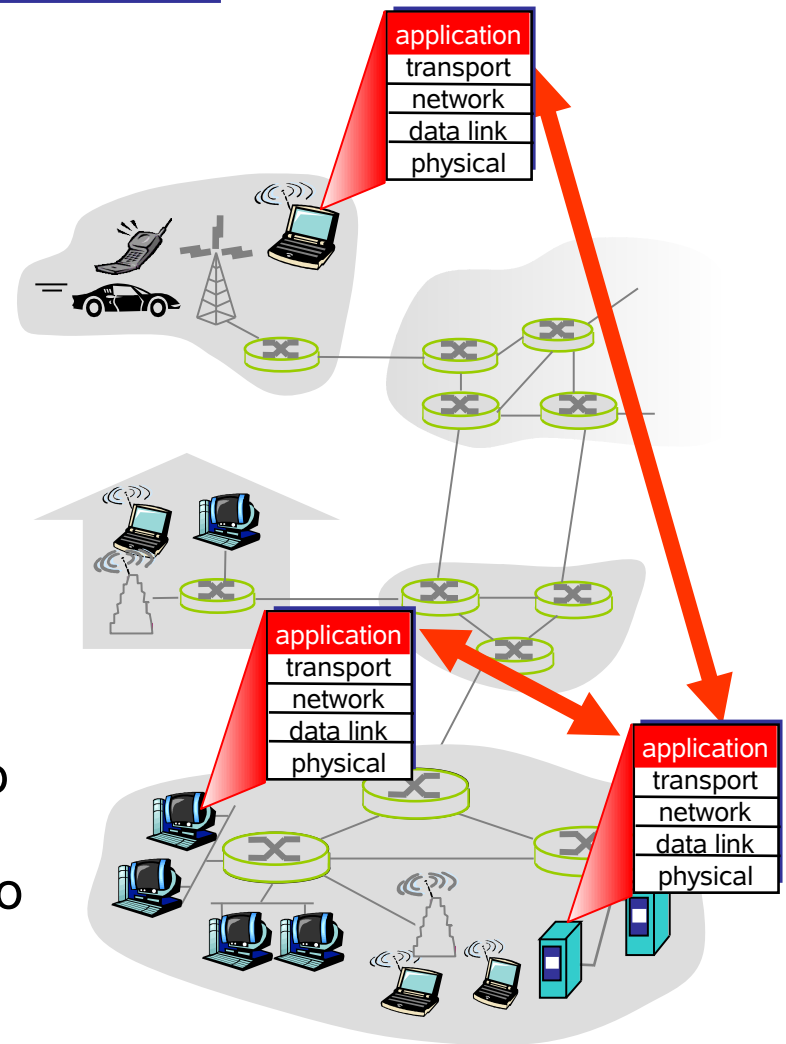 application
transport
network
data link
physical
application
transport
network
data link
physical
application
transport
network
data link
physical
o
o